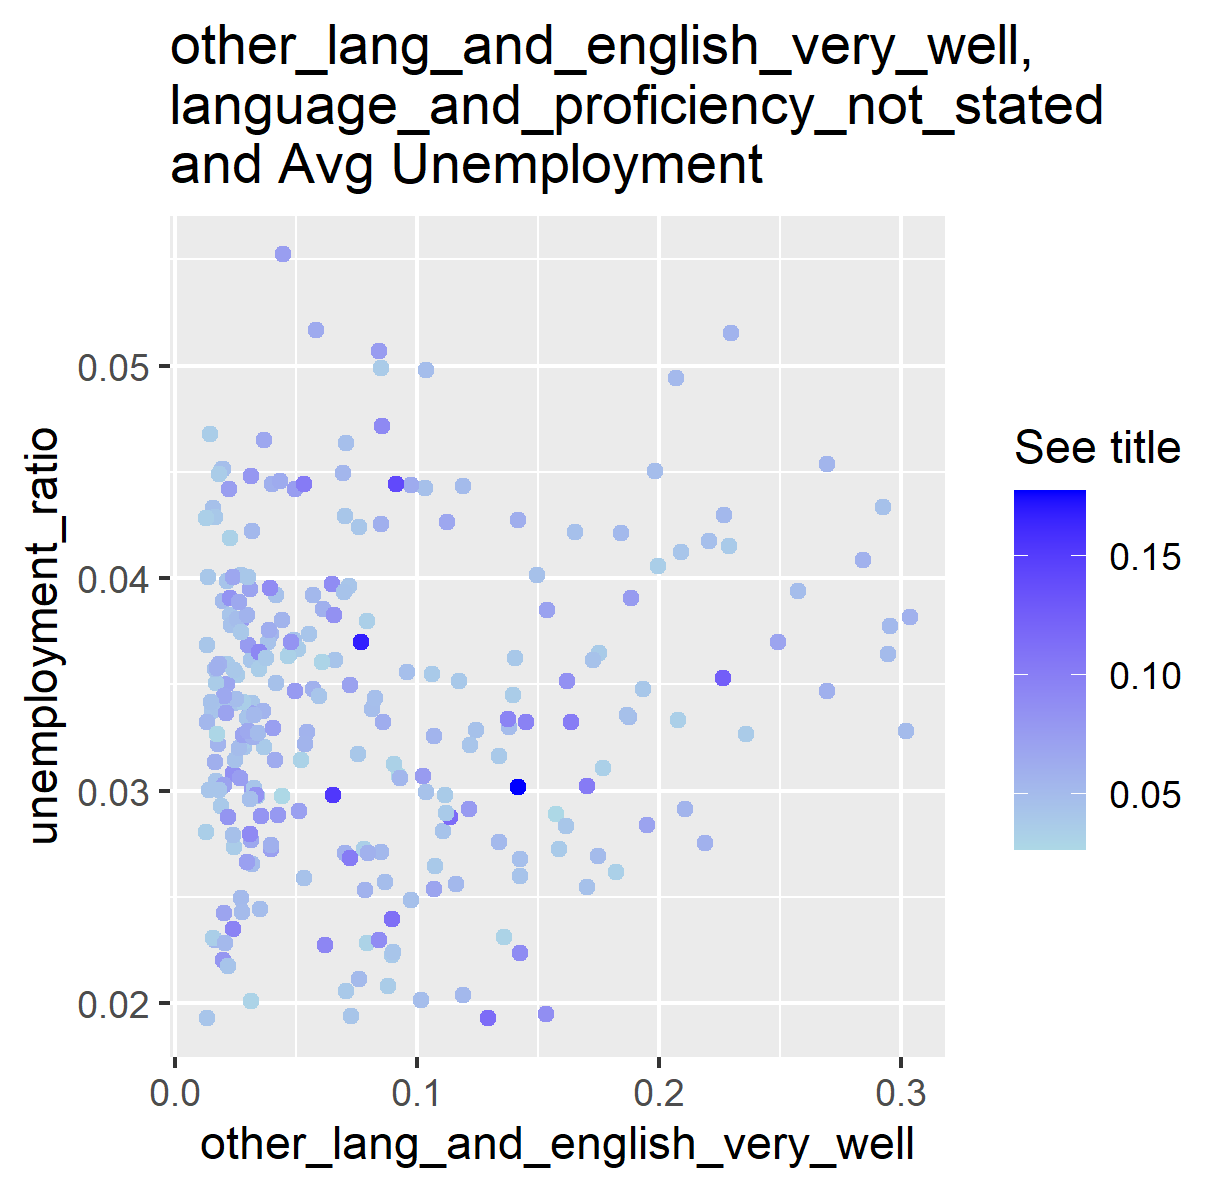 other_lang_and_english_very_well,
language_and_proficiency_not_stated
and Avg Unemployment
unemployment_ratio
0.05
0.04
0.03
0.02
0.0 0.1 0.2 0.3
other_lang_and_english_very_well
See title
0.15
0.10
0.05